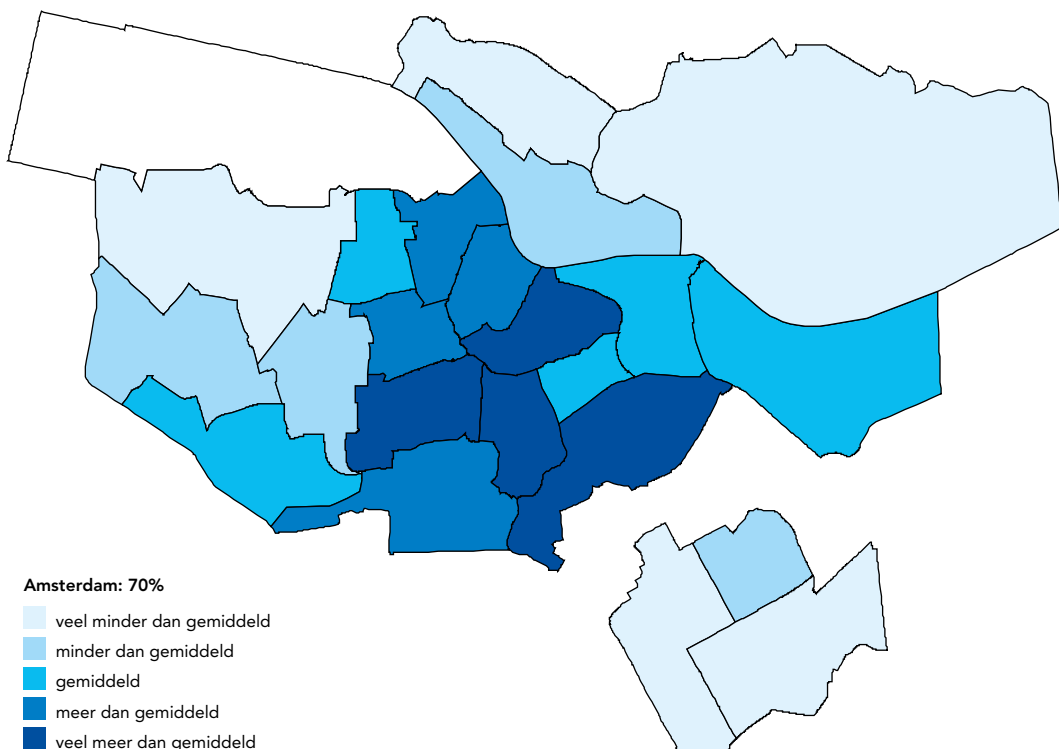 Amsterdam: 70%
veel minder dan gemiddeld
minder dan gemiddeld
gemiddeld
meer dan gemiddeld
veel meer dan gemiddeld